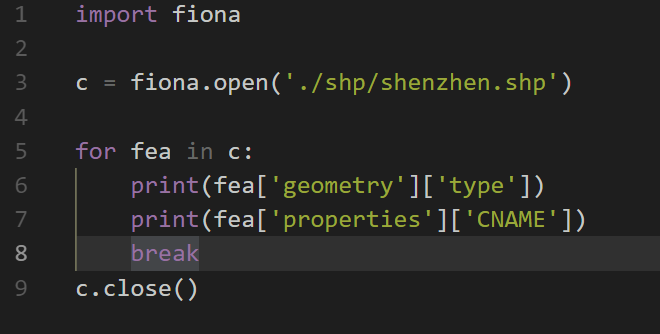 1 import fiona
2
3 c = fiona.open('./shp/shenzhen.shp')
4
5 for fea in c:
6     print(fea['geometry']['type'])
7     print(fea['properties']['CNAME'])
8     break
9 c.close()